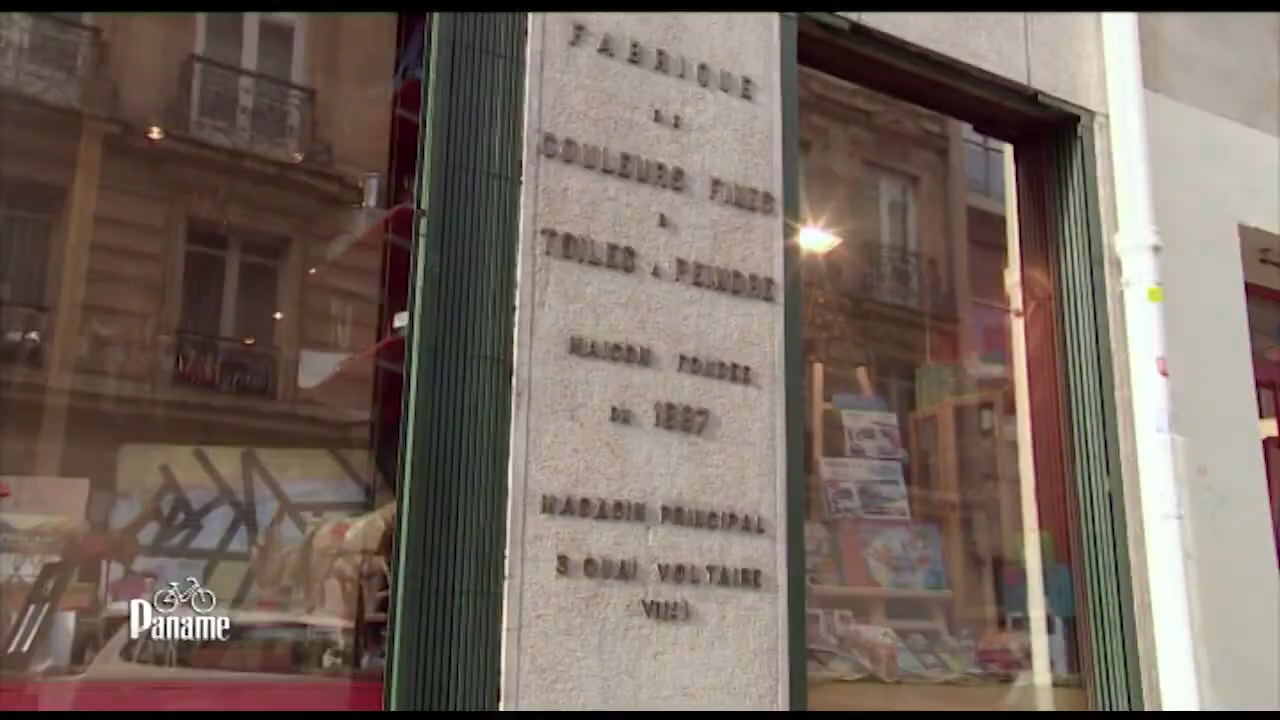 FABRIQUE
DE
COULEURS FINES
&
TOILES A PEINDRE
MAISON FONDEE
EN 1887
MAGASIN PRINCIPAL
3 QUAI VOLTAIRE
Paname